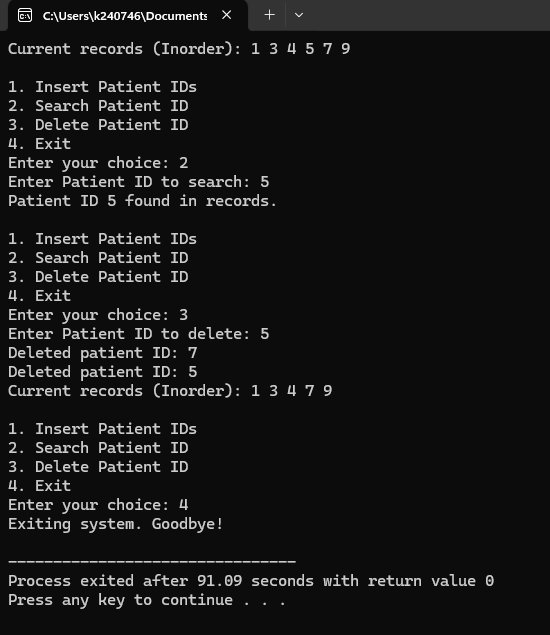 C:\Users\k240746\Documents
Current records (Inorder): 1 3 4 5 7 9
1. Insert Patient IDs
2. Search Patient ID
3. Delete Patient ID
4. Exit
Enter your choice: 2
Enter Patient ID to search: 5
Patient ID 5 found in records.
1. Insert Patient IDs
2. Search Patient ID
3. Delete Patient ID
4. Exit
Enter your choice: 3
Enter Patient ID to delete: 5
Deleted patient ID: 7
Deleted patient ID: 5
Current records (Inorder): 1 3 4 7 9
1. Insert Patient IDs
2. Search Patient ID
3. Delete Patient ID
4. Exit
Enter your choice: 4
Exiting system. Goodbye!
--------------------------------
Process exited after 91.09 seconds with return value 0
Press any key to continue . . .